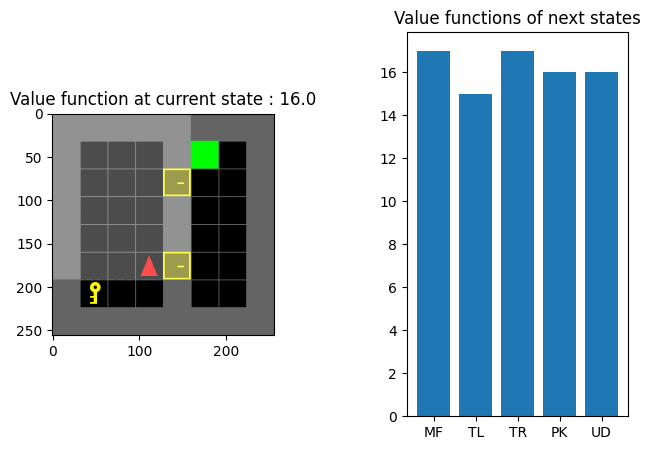 Value functions of next states
Value function at current state : 16.0
0
50
100
150
200
250
0
100
200
16
14
12
10
8
6
4
2
0
MF
TL
TR
PK
UD